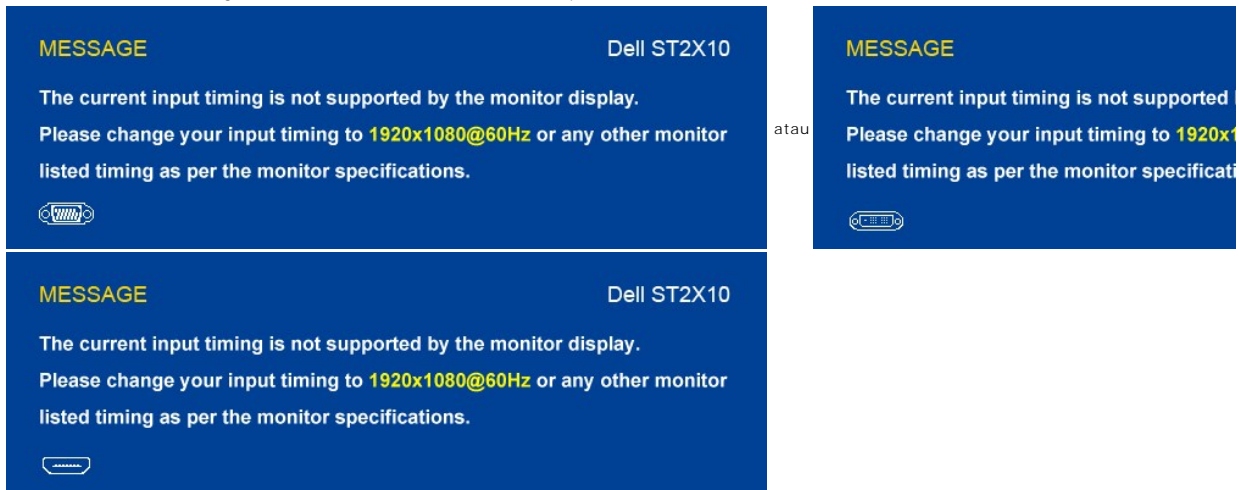 MESSAGE Dell ST2X10
The current input timing is not supported by the monitor display.
Please change your input timing to 1920x1080@60Hz or any other monitor
listed timing as per the monitor specifications.
atau
MESSAGE
The current input timing is not supported
Please change your input timing to
listed timing as per the monitor
MESSAGE Dell ST2X10
The current input timing is not supported by the monitor display.
Please change your input timing to 1920x1080@60Hz or any other monitor
listed timing as per the monitor specifications.